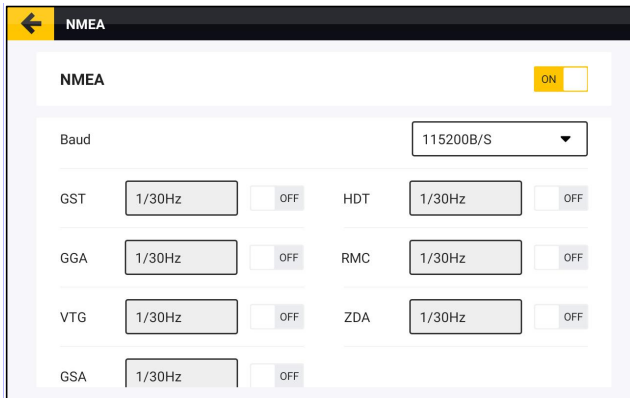 NMEA
NMEA ON
Baud 115200B/S
GST 1/30Hz OFF HDT 1/30Hz OFF
GGA 1/30Hz OFF RMC 1/30Hz OFF
VTG 1/30Hz OFF ZDA 1/30Hz OFF
GSA 1/30Hz OFF